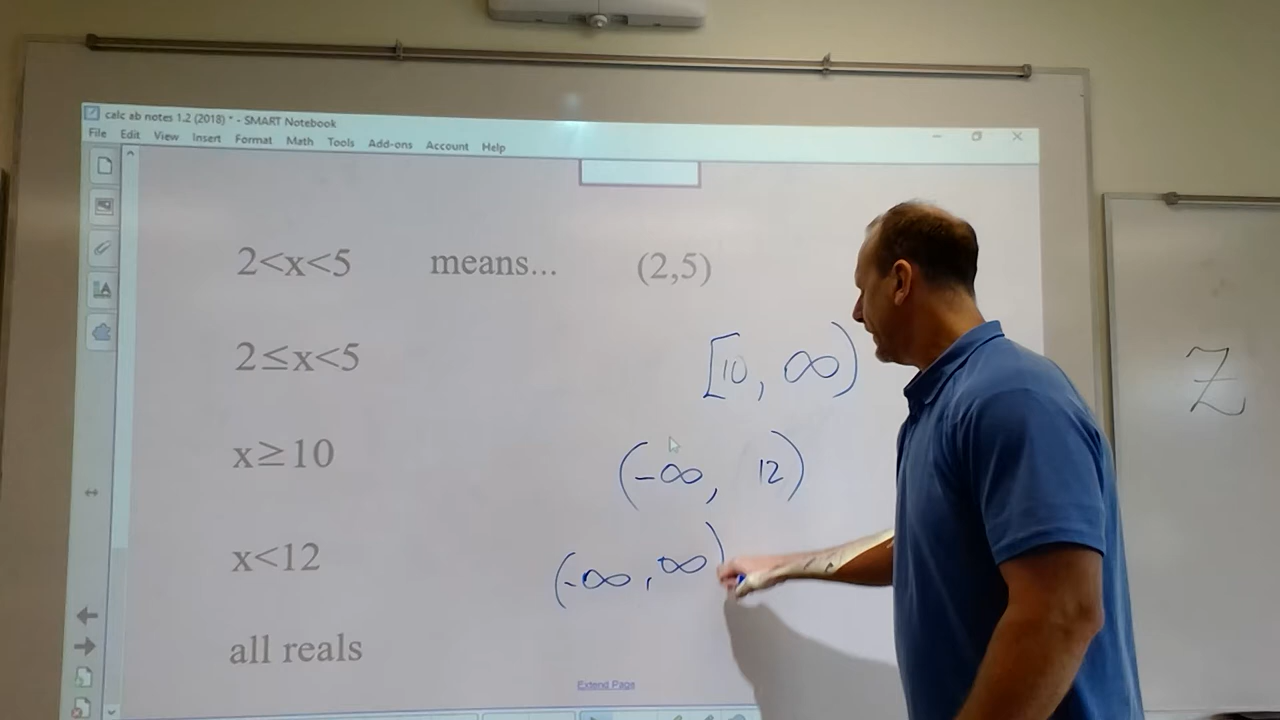 calc ab notes 1.2 (2018) * - SMART Notebook
File Edit View Insert Format Math Tools Add-ons Account Help
2<x<5 means... (2,5)
2≤x<5
[10, ∞)
x≥10
(-∞, 12)
x<12
(-∞, ∞)
all reals
Extend Page
Z